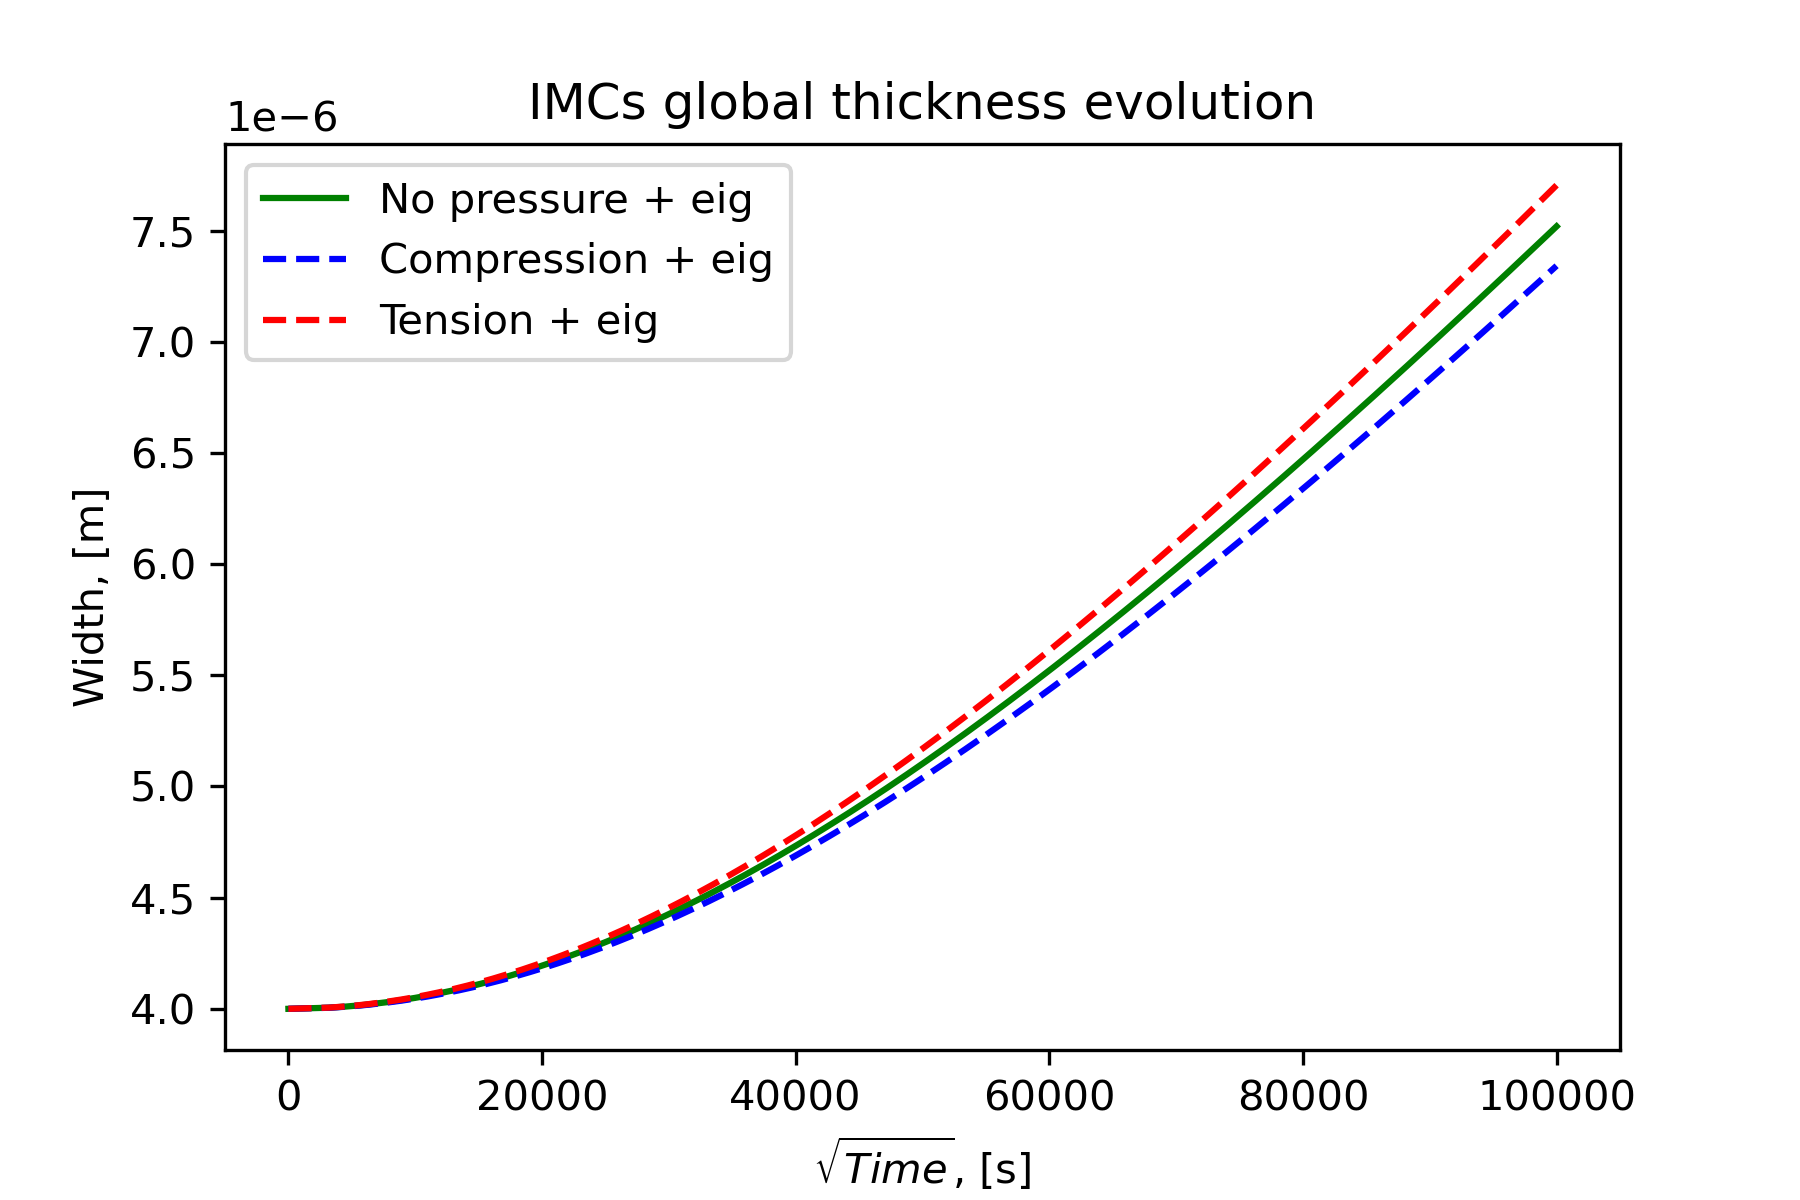 IMCs global thickness evolution
1e−6
No pressure + eig
Compression + eig
Tension + eig
7.5
7.0
6.5
6.0
5.5
5.0
4.5
4.0
Width, [m]
0 20000 40000 60000 80000 100000
√Time, [s]